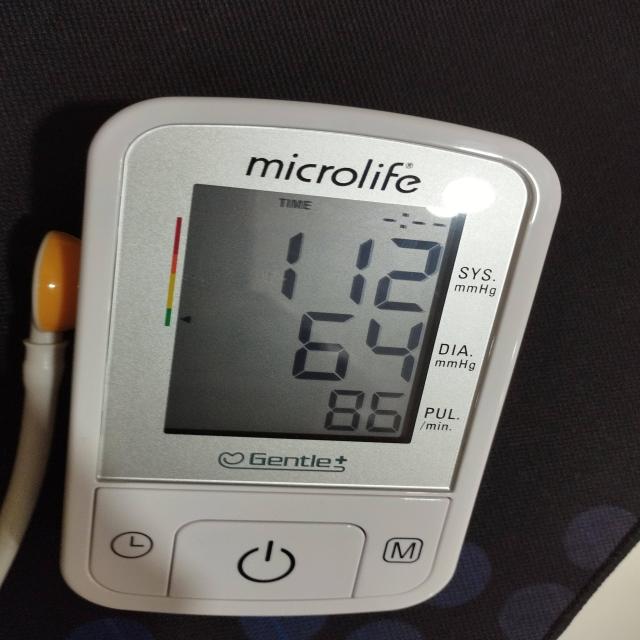 microlife®
TIME
--:--
112
SYS.
mmHg
64
DIA.
mmHg
86
PUL.
/min.
Gentle+
M